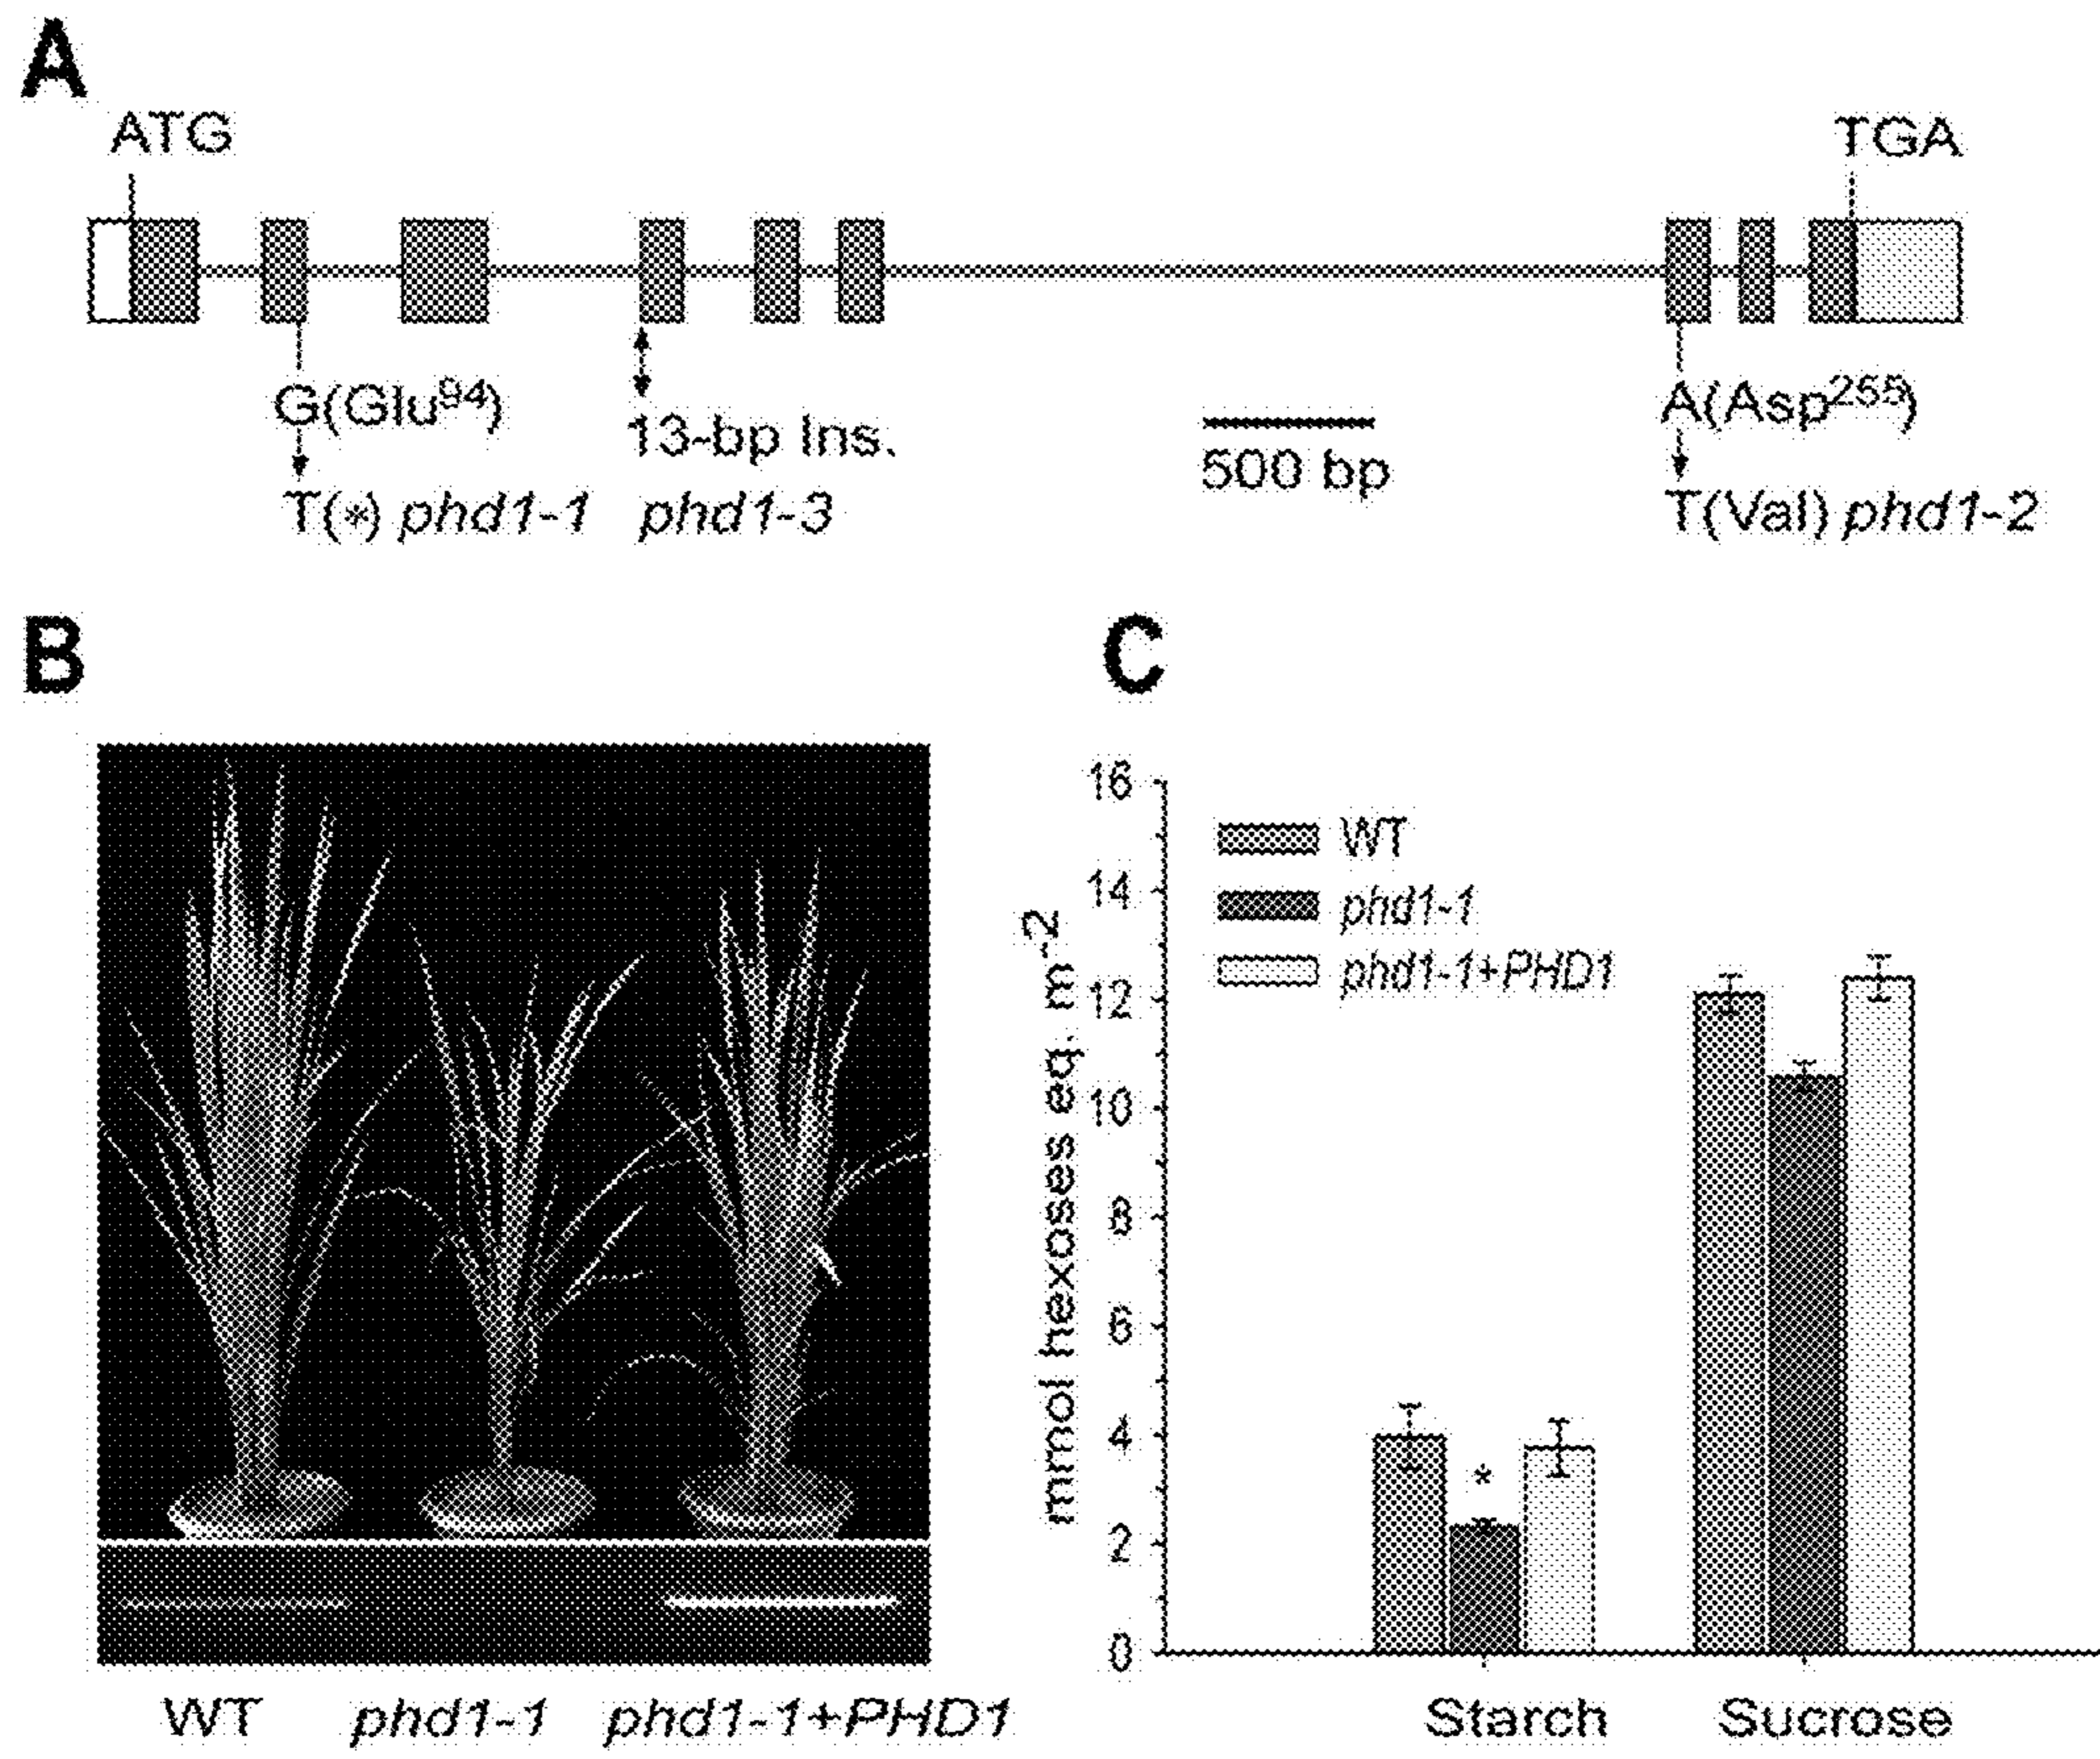 A
ATG TGA
G(Glu94) 13-bp Ins. 500 bp A(Asp255)
T(*) phd1-1 phd1-3 T(Val) phd1-2
B
WT phd1-1 phd1-1+PHD1
C
mmol hexoses eq. m-2
16
14
12
10
8
6
4
2
0
WT
phd1-1
phd1-1+PHD1
*
Starch Sucrose